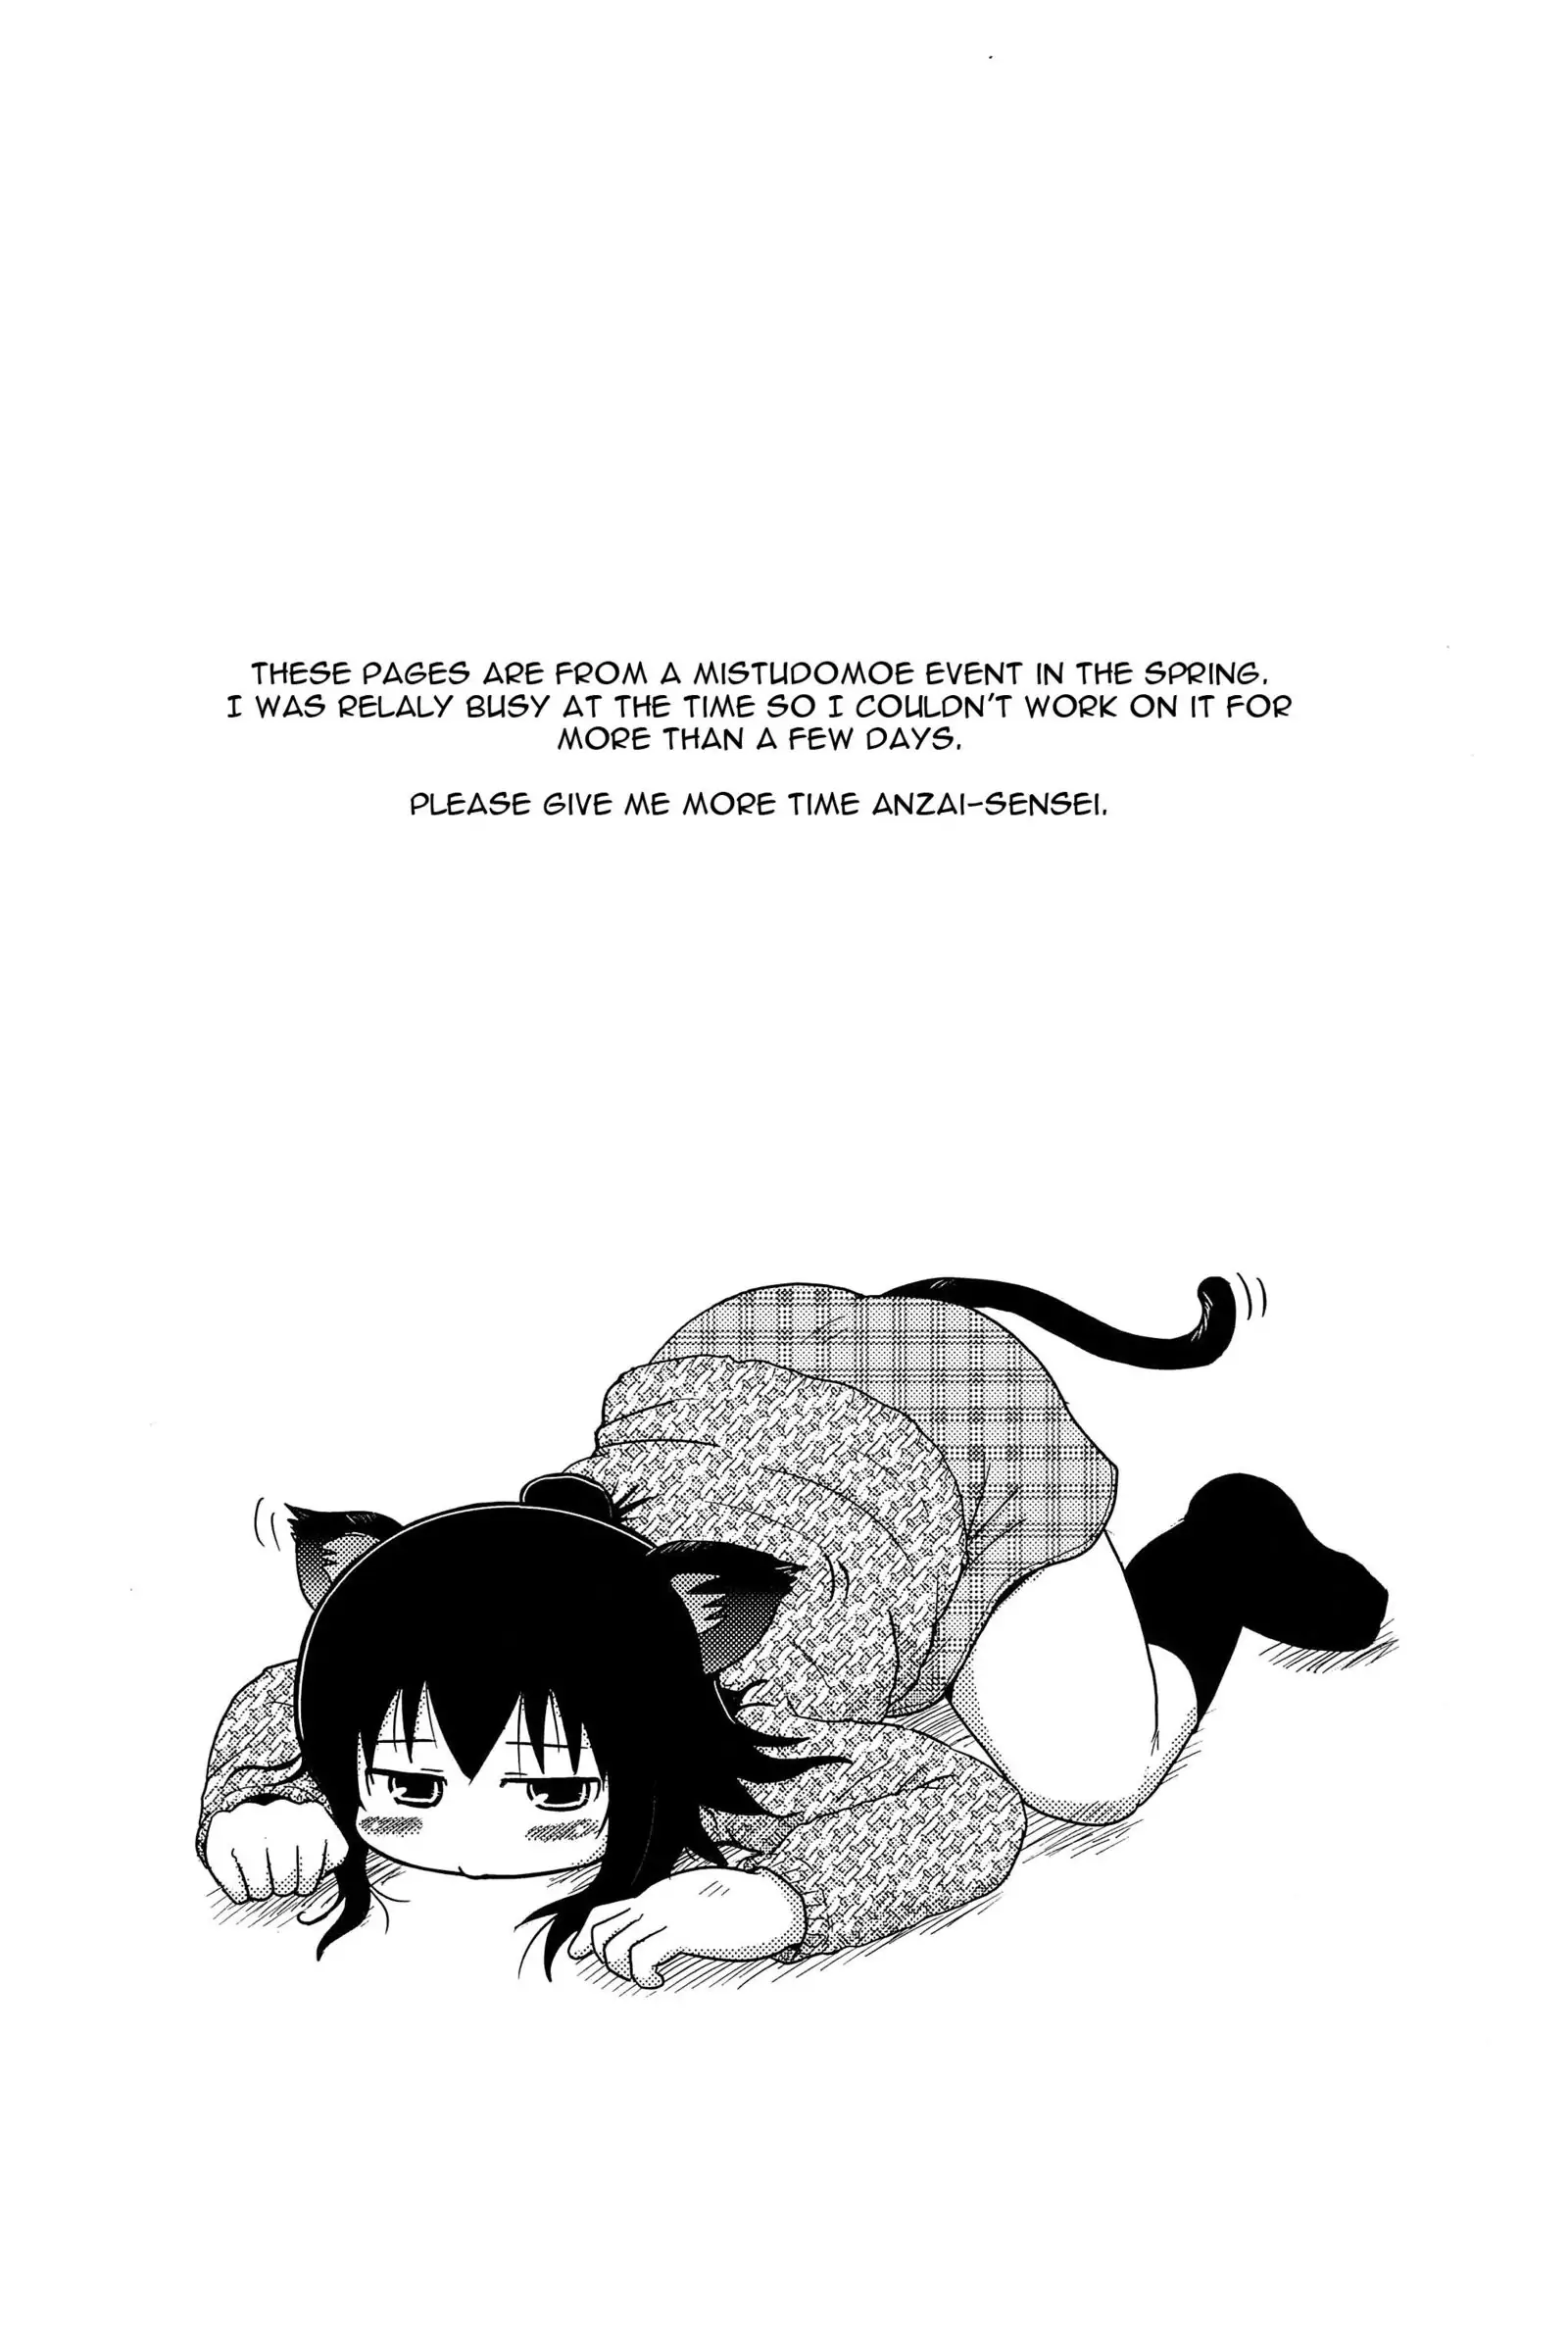 THESE PAGES ARE FROM A MISTUDOMOE EVENT IN THE SPRING.
I WAS RELALY BUSY AT THE TIME SO I COULDN'T WORK ON IT FOR
MORE THAN A FEW DAYS.
PLEASE GIVE ME MORE TIME ANZAI-SENSEI.